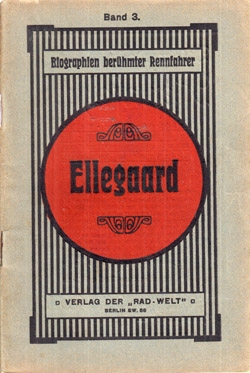 Band 3.
Biographien berühmter Rennfahrer
Ellegaard
VERLAG DER „RAD-WELT“
BERLIN SW. 68